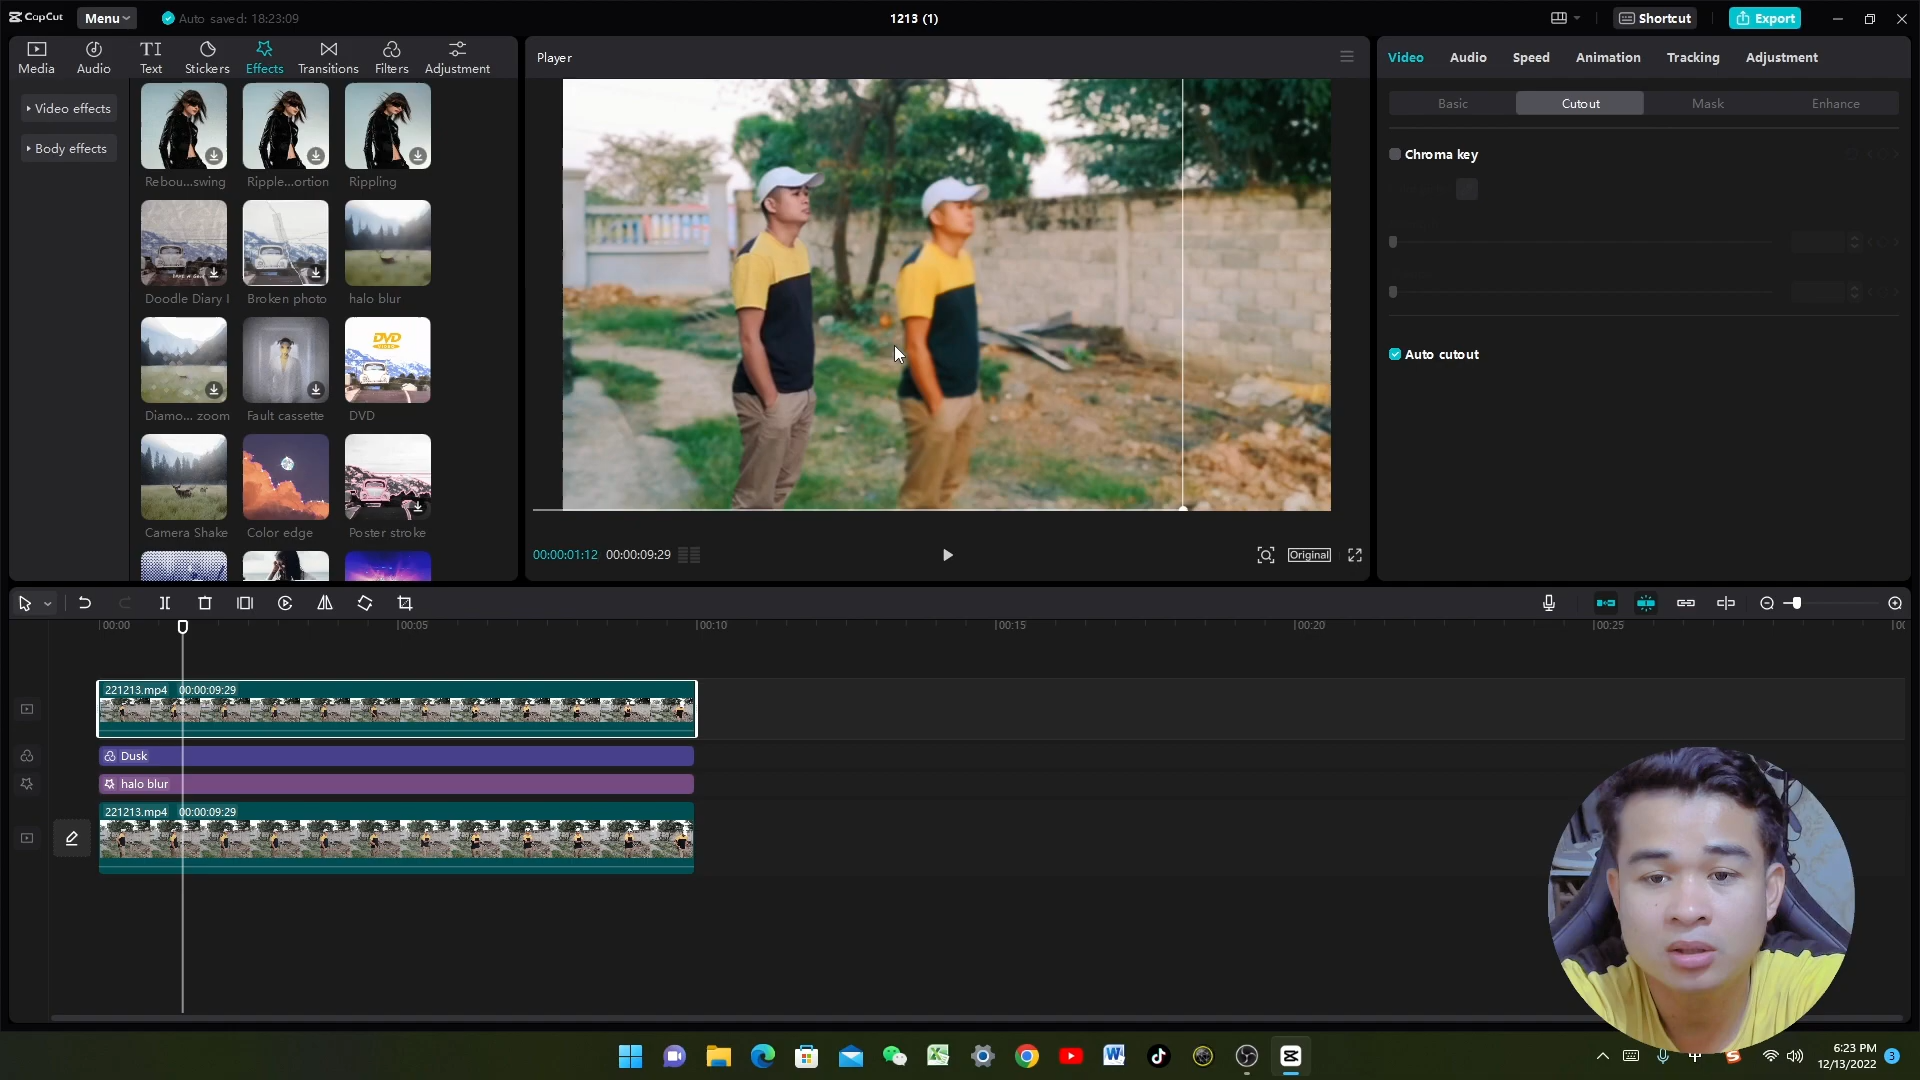 CapCut
Menu
Auto saved: 18:23:09
1213 (1)
Shortcut
Export
Media
Audio
Text
Stickers
Effects
Transitions
Filters
Adjustment
Player
Video
Audio
Speed
Animation
Tracking
Adjustment
Video effects
Body effects
Basic
Cutout
Mask
Enhance
Chroma key
Auto cutout
Rebou...swing
Ripple...ortion
Rippling
Doodle Diary I
Broken photo
halo blur
DVD
VIDEO
Diamo... zoom
Fault cassette
DVD
Camera Shake
Color edge
Poster stroke
00:00:01:12
00:00:09:29
Original
00:00
00:05
00:10
00:15
00:20
00:25
221213.mp4 00:00:09:29
Dusk
halo blur
221213.mp4 00:00:09:29
中
6:23 PM
12/13/2022
3